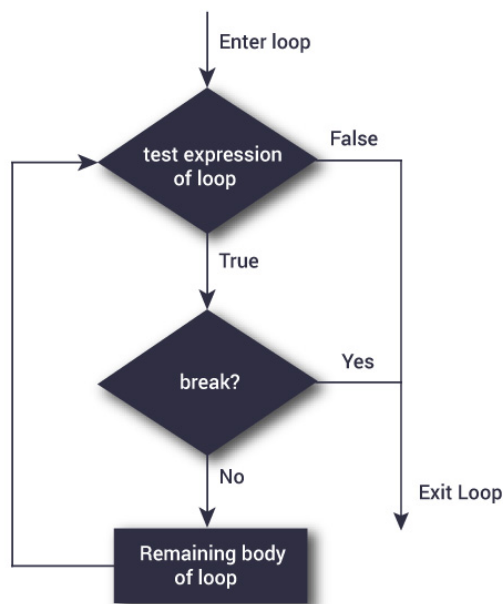 Enter loop
test expression
of loop
False
True
break?
Yes
No
Exit Loop
Remaining body
of loop